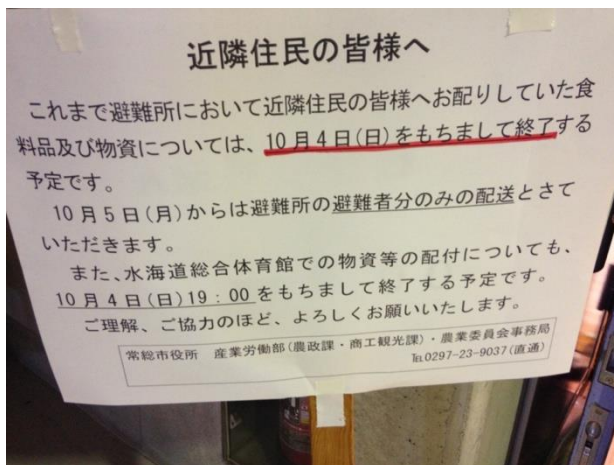 近隣住民の皆様へ
これまで避難所において近隣住民の皆様へお配りしていた食
料品及び物資については、10月4日(日)をもちまして終了する
予定です。
10月5日(月)からは避難所の避難者分のみの配送とさせて
いただきます。
また、水海道総合体育館での物資等の配付についても、
10月4日(日)19:00をもちまして終了する予定です。
ご理解、ご協力のほど、よろしくお願いいたします。
常総市役所 産業労働部(農政課・商工観光課)・農業委員会事務局
℡0297-23-9037(直通)